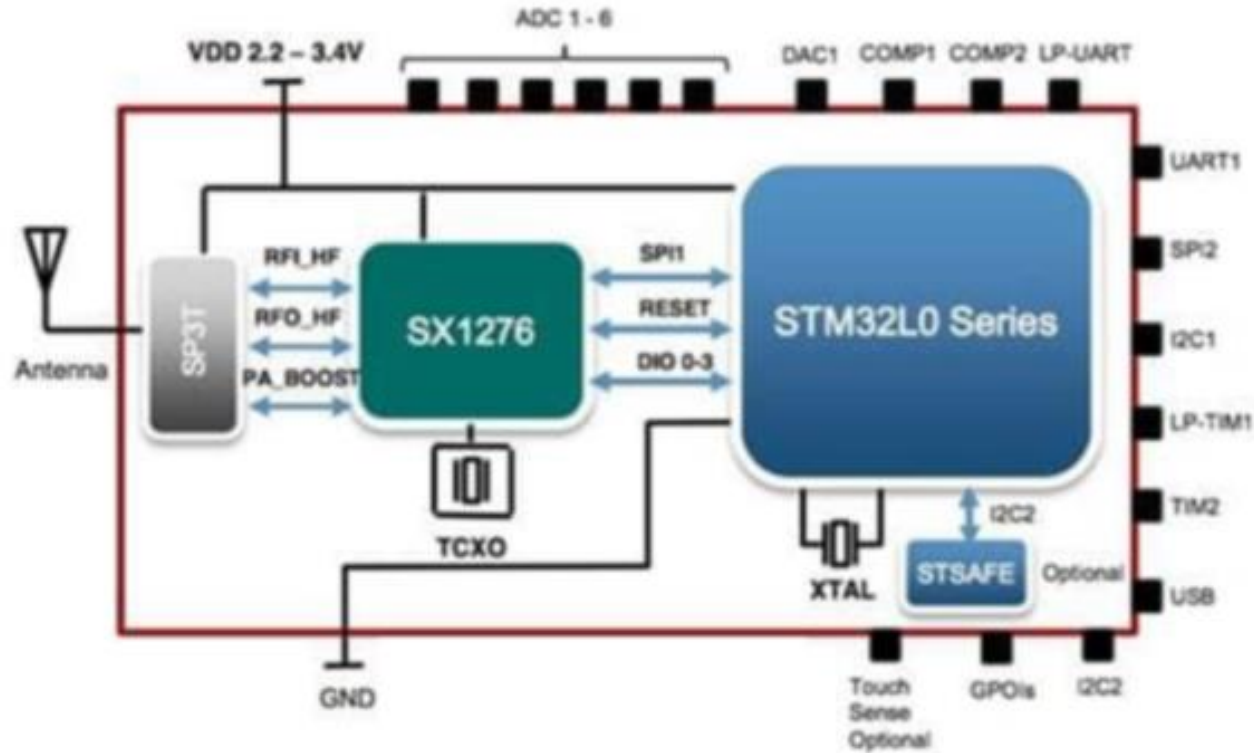 ADC 1 - 6
VDD 2.2 – 3.4V
DAC1
COMP1
COMP2
LP-UART
UART1
SPI2
I2C1
LP-TIM1
TIM2
USB
Antenna
SP3T
RFI_HF
RFO_HF
PA_BOOST
SX1276
SPI1
RESET
DIO 0-3
STM32L0 Series
TCXO
XTAL
I2C2
STSAFE
Optional
GND
Touch
Sense
Optional
GPOIs
I2C2